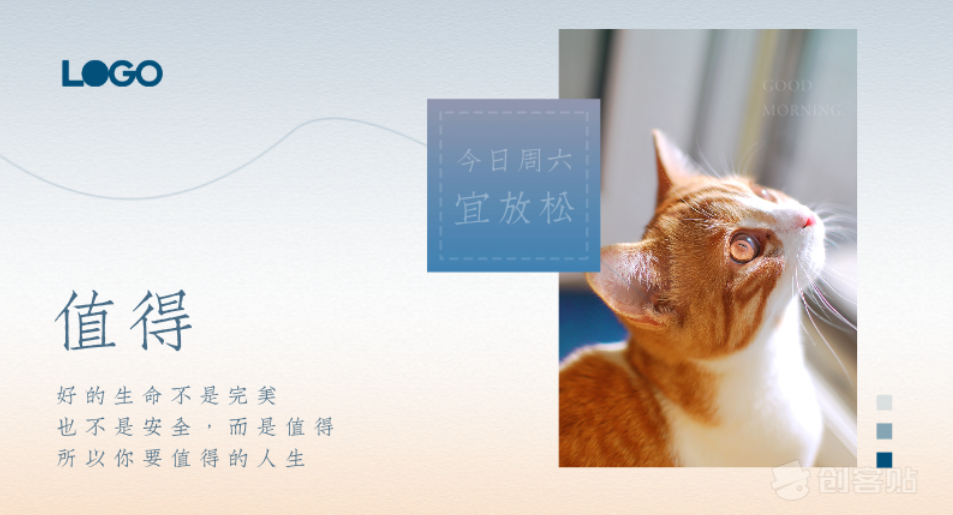 LOGO
GOOD
MORNING
今日周六
宜放松
值得
好的生命不是完美
也不是安全，而是值得
所以你要值得的人生
创客贴